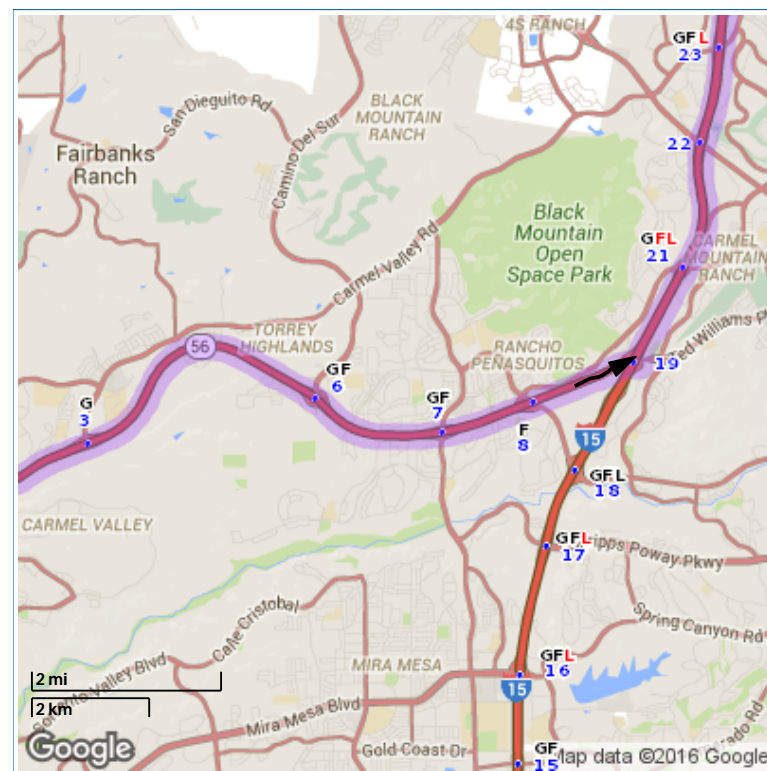 4S RANCH
GFL
23
San Dieguito Rd
BLACK
MOUNTAIN
RANCH
Camino Del Sur
22
Fairbanks
Ranch
Black
Mountain
Open
Space Park
Carmel Valley Rd
GFL
21
CARMEL
MOUNTAIN
RANCH
Ted Williams P
56
TORREY
HIGHLANDS
RANCHO
PEÑASQUITOS
19
GF
6
G
3
GF
7
F
8
15
GFL
18
CARMEL VALLEY
GFL
17
ipps Poway Pkwy
Calle Cristobal
Spring Canyon Rd
MIRA MESA
GFL
16
2 mi
2 km
Sorrento Valley Blvd
15
Mira Mesa Blvd
Gold Coast Dr
GF
15
Google
Map data ©2016 Google